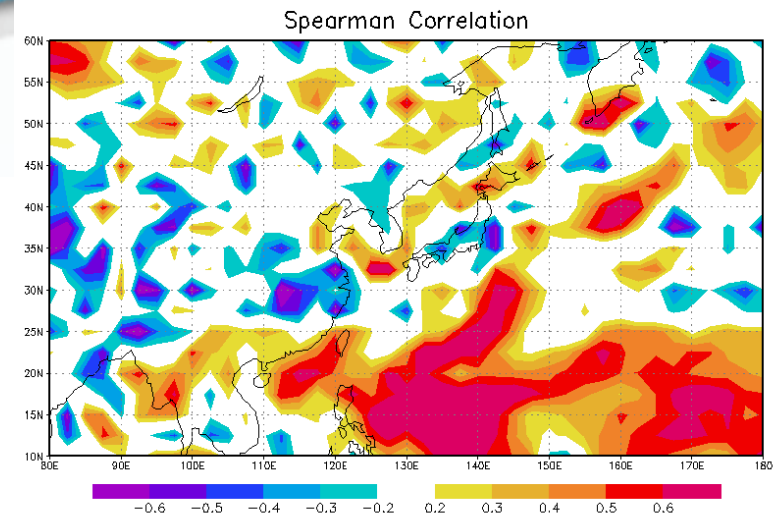 Spearman Correlation
60N
55N
50N
45N
40N
35N
30N
25N
20N
15N
10N
80E 90E 100E 110E 120E 130E 140E 150E 160E 170E 180
-0.6 -0.5 -0.4 -0.3 -0.2 0.2 0.3 0.4 0.5 0.6